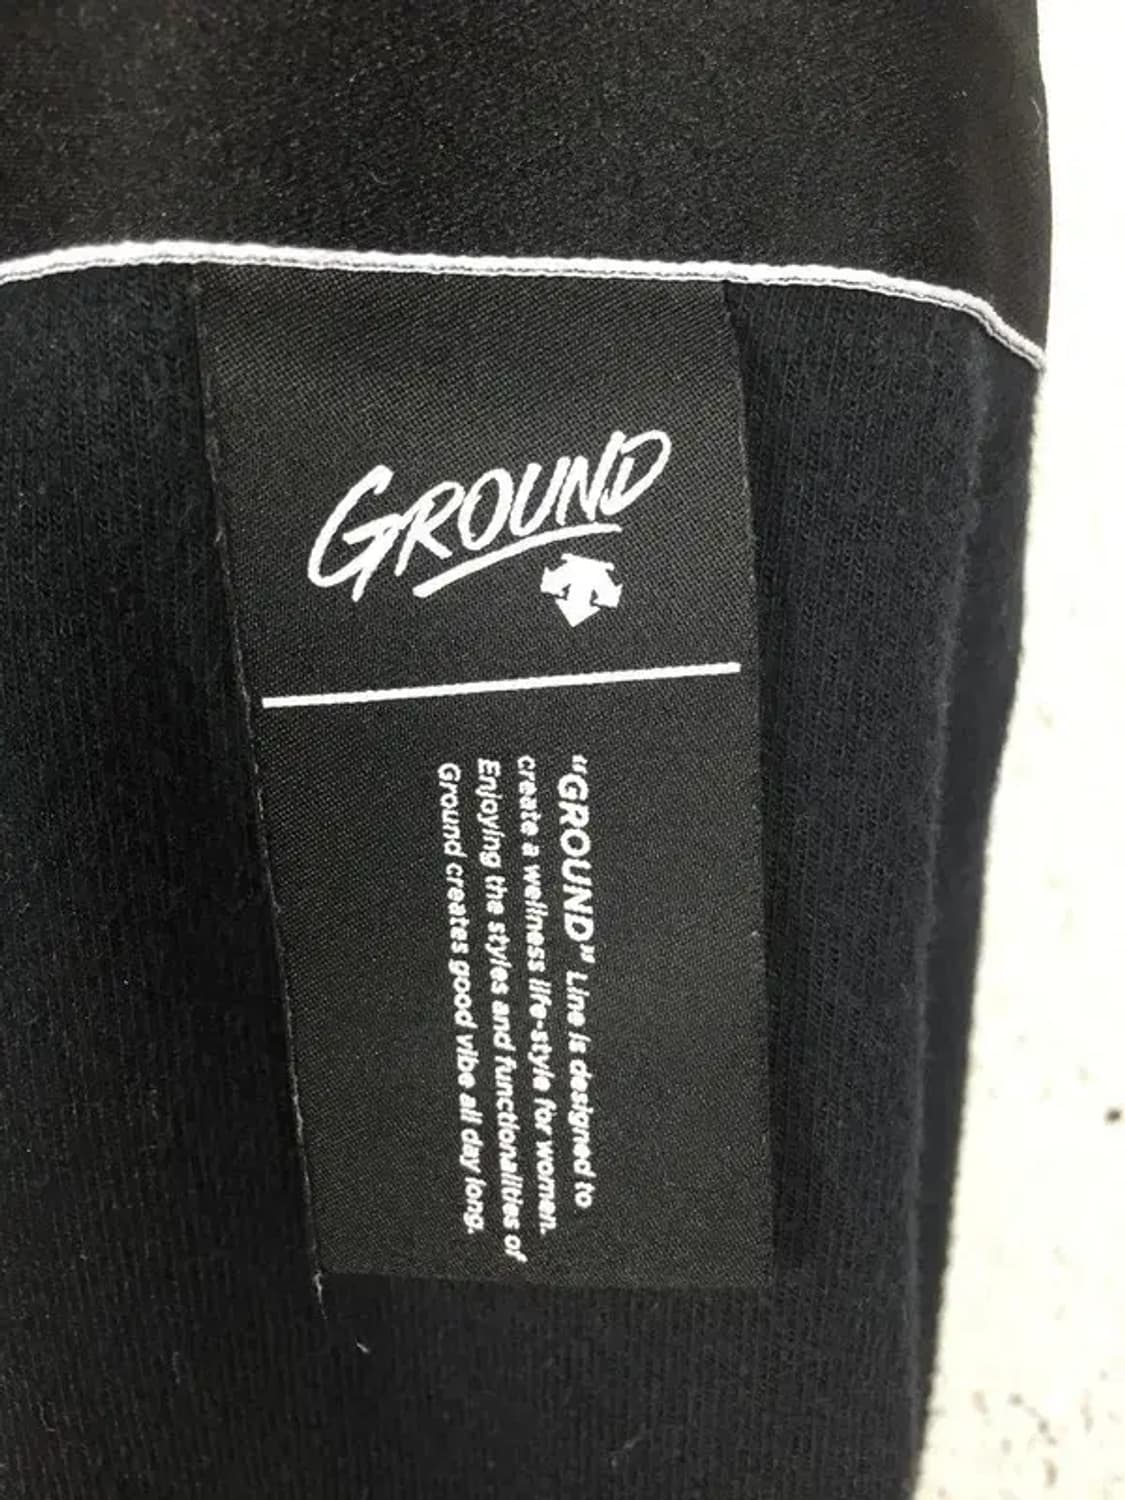 GROUND
"GROUND" Line is designed to
create a wellness life-style for women.
Enjoying the styles and functionalities of
Ground creates good vibe all day long.